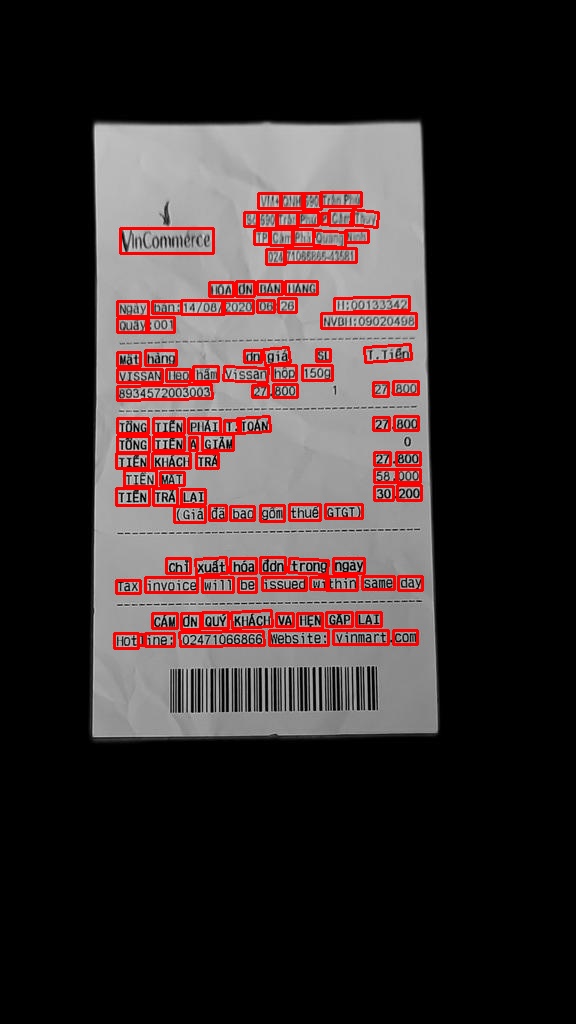 VinCommerce
VM+ QNH 590 Trần Phú
Số 590 Trần Phú P Cẩm Thủy
TP. Cẩm Phả Quảng Ninh
024 71066866-43581
HÓA ĐƠN BÁN HÀNG
Ngày bán:14/08/2020 06:26 H:00133342
Quầy:001 NVBH:09020498
Mặt hàng Đơn giá SL T.Tiền
VISSAN Heo hầm Vissan hộp 150g
8934572003003 27.800 1 27.800
TỔNG TIỀN PHẢI T.TOÁN 27.800
TỔNG TIỀN ĐÃ GIẢM 0
TIỀN KHÁCH TRẢ 27.800
TIỀN MẶT 58.000
TIỀN TRẢ LẠI 30.200
(Giá đã bao gồm thuế GTGT)
Chỉ xuất hóa đơn trong ngày
Tax invoice will be issued within same day
CẢM ƠN QUÝ KHÁCH VÀ HẸN GẶP LẠI
Hotline: 02471066866 Website: vinmart.com